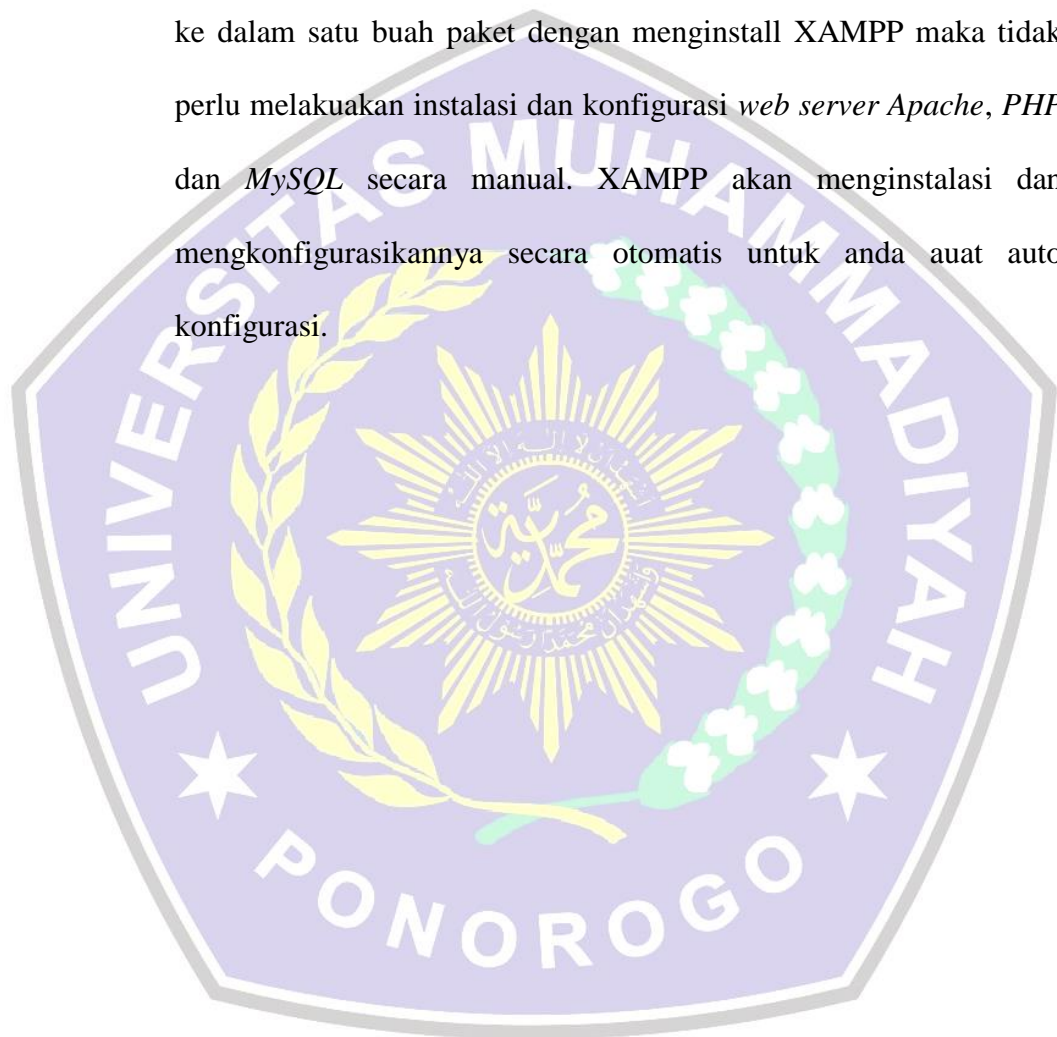 ke dalam satu buah paket dengan menginstall XAMPP maka tidak
perlu melakuakan instalasi dan konfigurasi web server Apache, PHP
dan MySQL secara manual. XAMPP akan menginstalasi dan
mengkonfigurasikannya secara otomatis untuk anda auat auto
konfigurasi.
UNIVERSITAS MUHAMMADIYAH
محمدية
PONOROGO